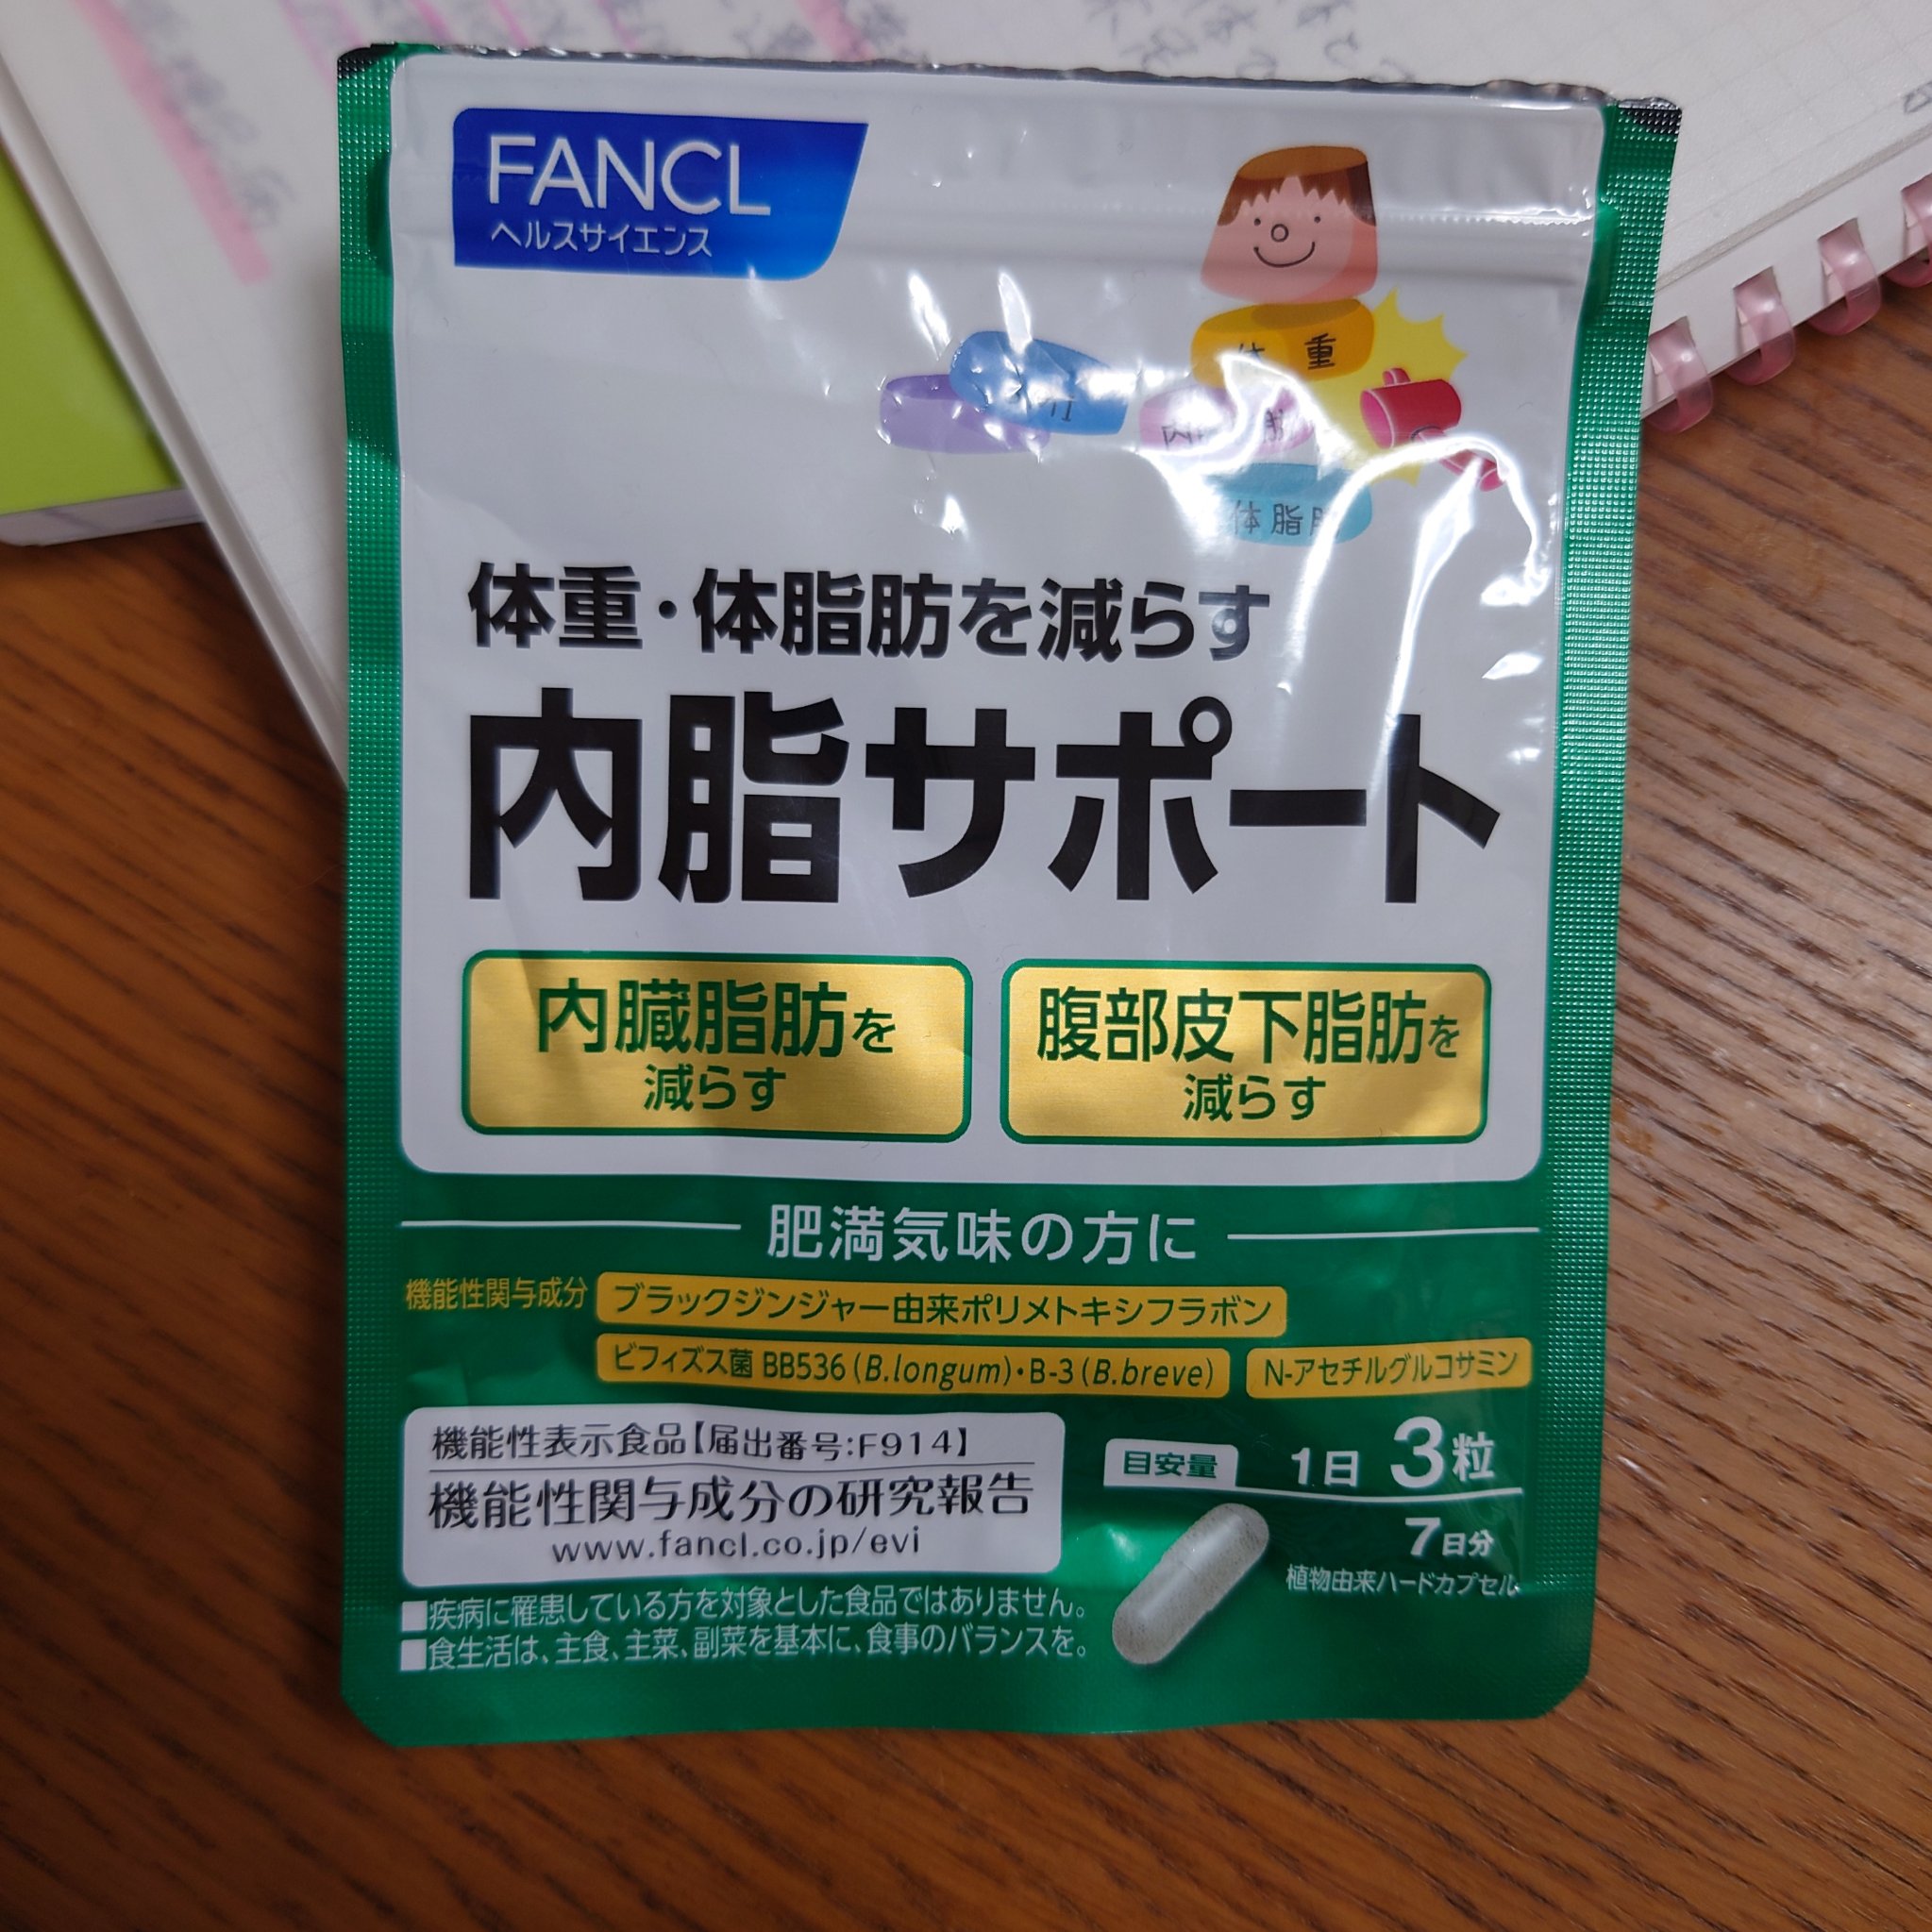 FANCL
ヘルスサイエンス
体重
体脂肪
体重・体脂肪を減らす
内脂サポート
内臓脂肪を
減らす
腹部皮下脂肪を
減らす
肥満気味の方に
機能性関与成分
ブラックジンジャー由来ポリメトキシフラボン
ビフィズス菌 BB536 (B.longum)・B-3 (B.breve)
N-アセチルグルコサミン
機能性表示食品【届出番号:F914】
機能性関与成分の研究報告
www.fancl.co.jp/evi
目安量 1日 3粒
7日分
植物由来ハードカプセル
■疾病に罹患している方を対象とした食品ではありません。
■食生活は、主食、主菜、副菜を基本に、食事のバランスを。